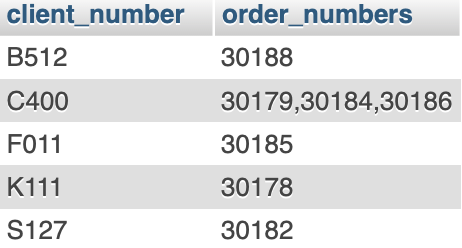 client_number order_numbers
B512 30188
C400 30179,30184,30186
F011 30185
K111 30178
S127 30182